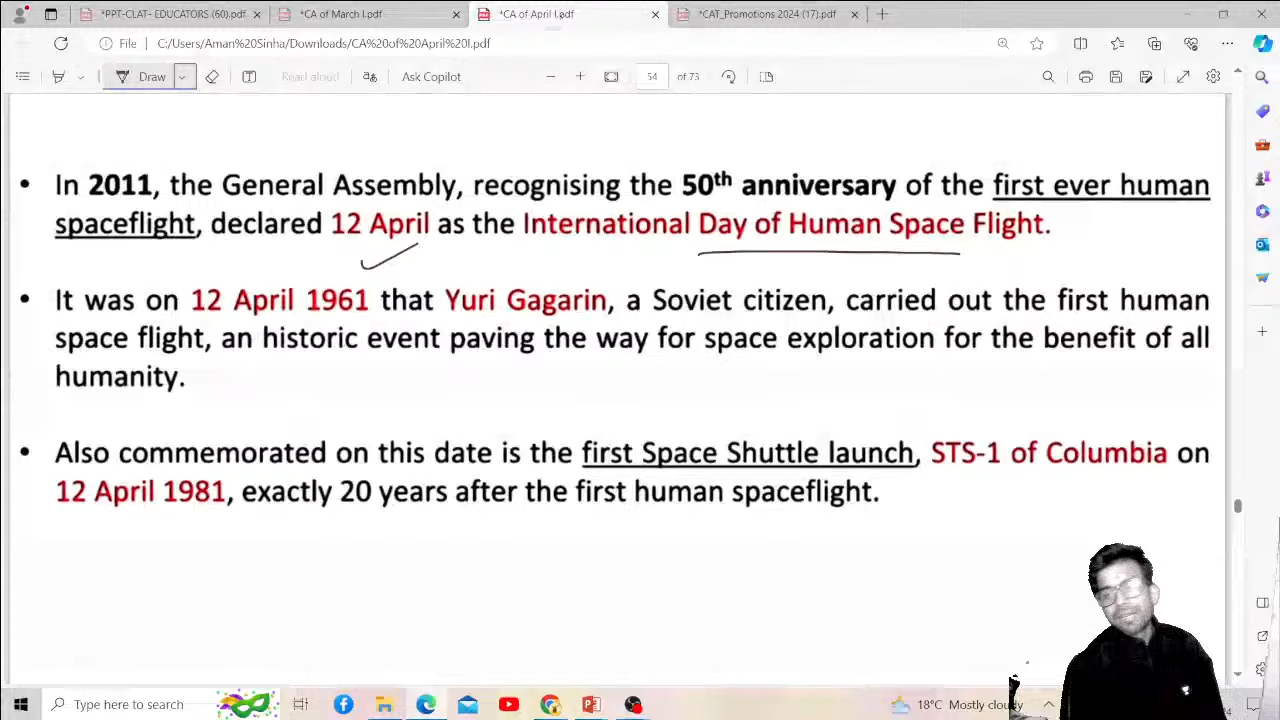 *PPT-CLAT- EDUCATORS (60).pdf
*CA of March I.pdf
*CA of April I.pdf
*CAT_Promotions 2024 (17).pdf
File
C:/Users/Aman%20Sinha/Downloads/CA%20of%20April%20I.pdf
Draw
Read aloud
Ask Copilot
54 of 73
• In 2011, the General Assembly, recognising the 50th anniversary of the first ever human
spaceflight, declared 12 April as the International Day of Human Space Flight.
• It was on 12 April 1961 that Yuri Gagarin, a Soviet citizen, carried out the first human
space flight, an historic event paving the way for space exploration for the benefit of all
humanity.
• Also commemorated on this date is the first Space Shuttle launch, STS-1 of Columbia on
12 April 1981, exactly 20 years after the first human spaceflight.
Type here to search
18°C Mostly cloudy